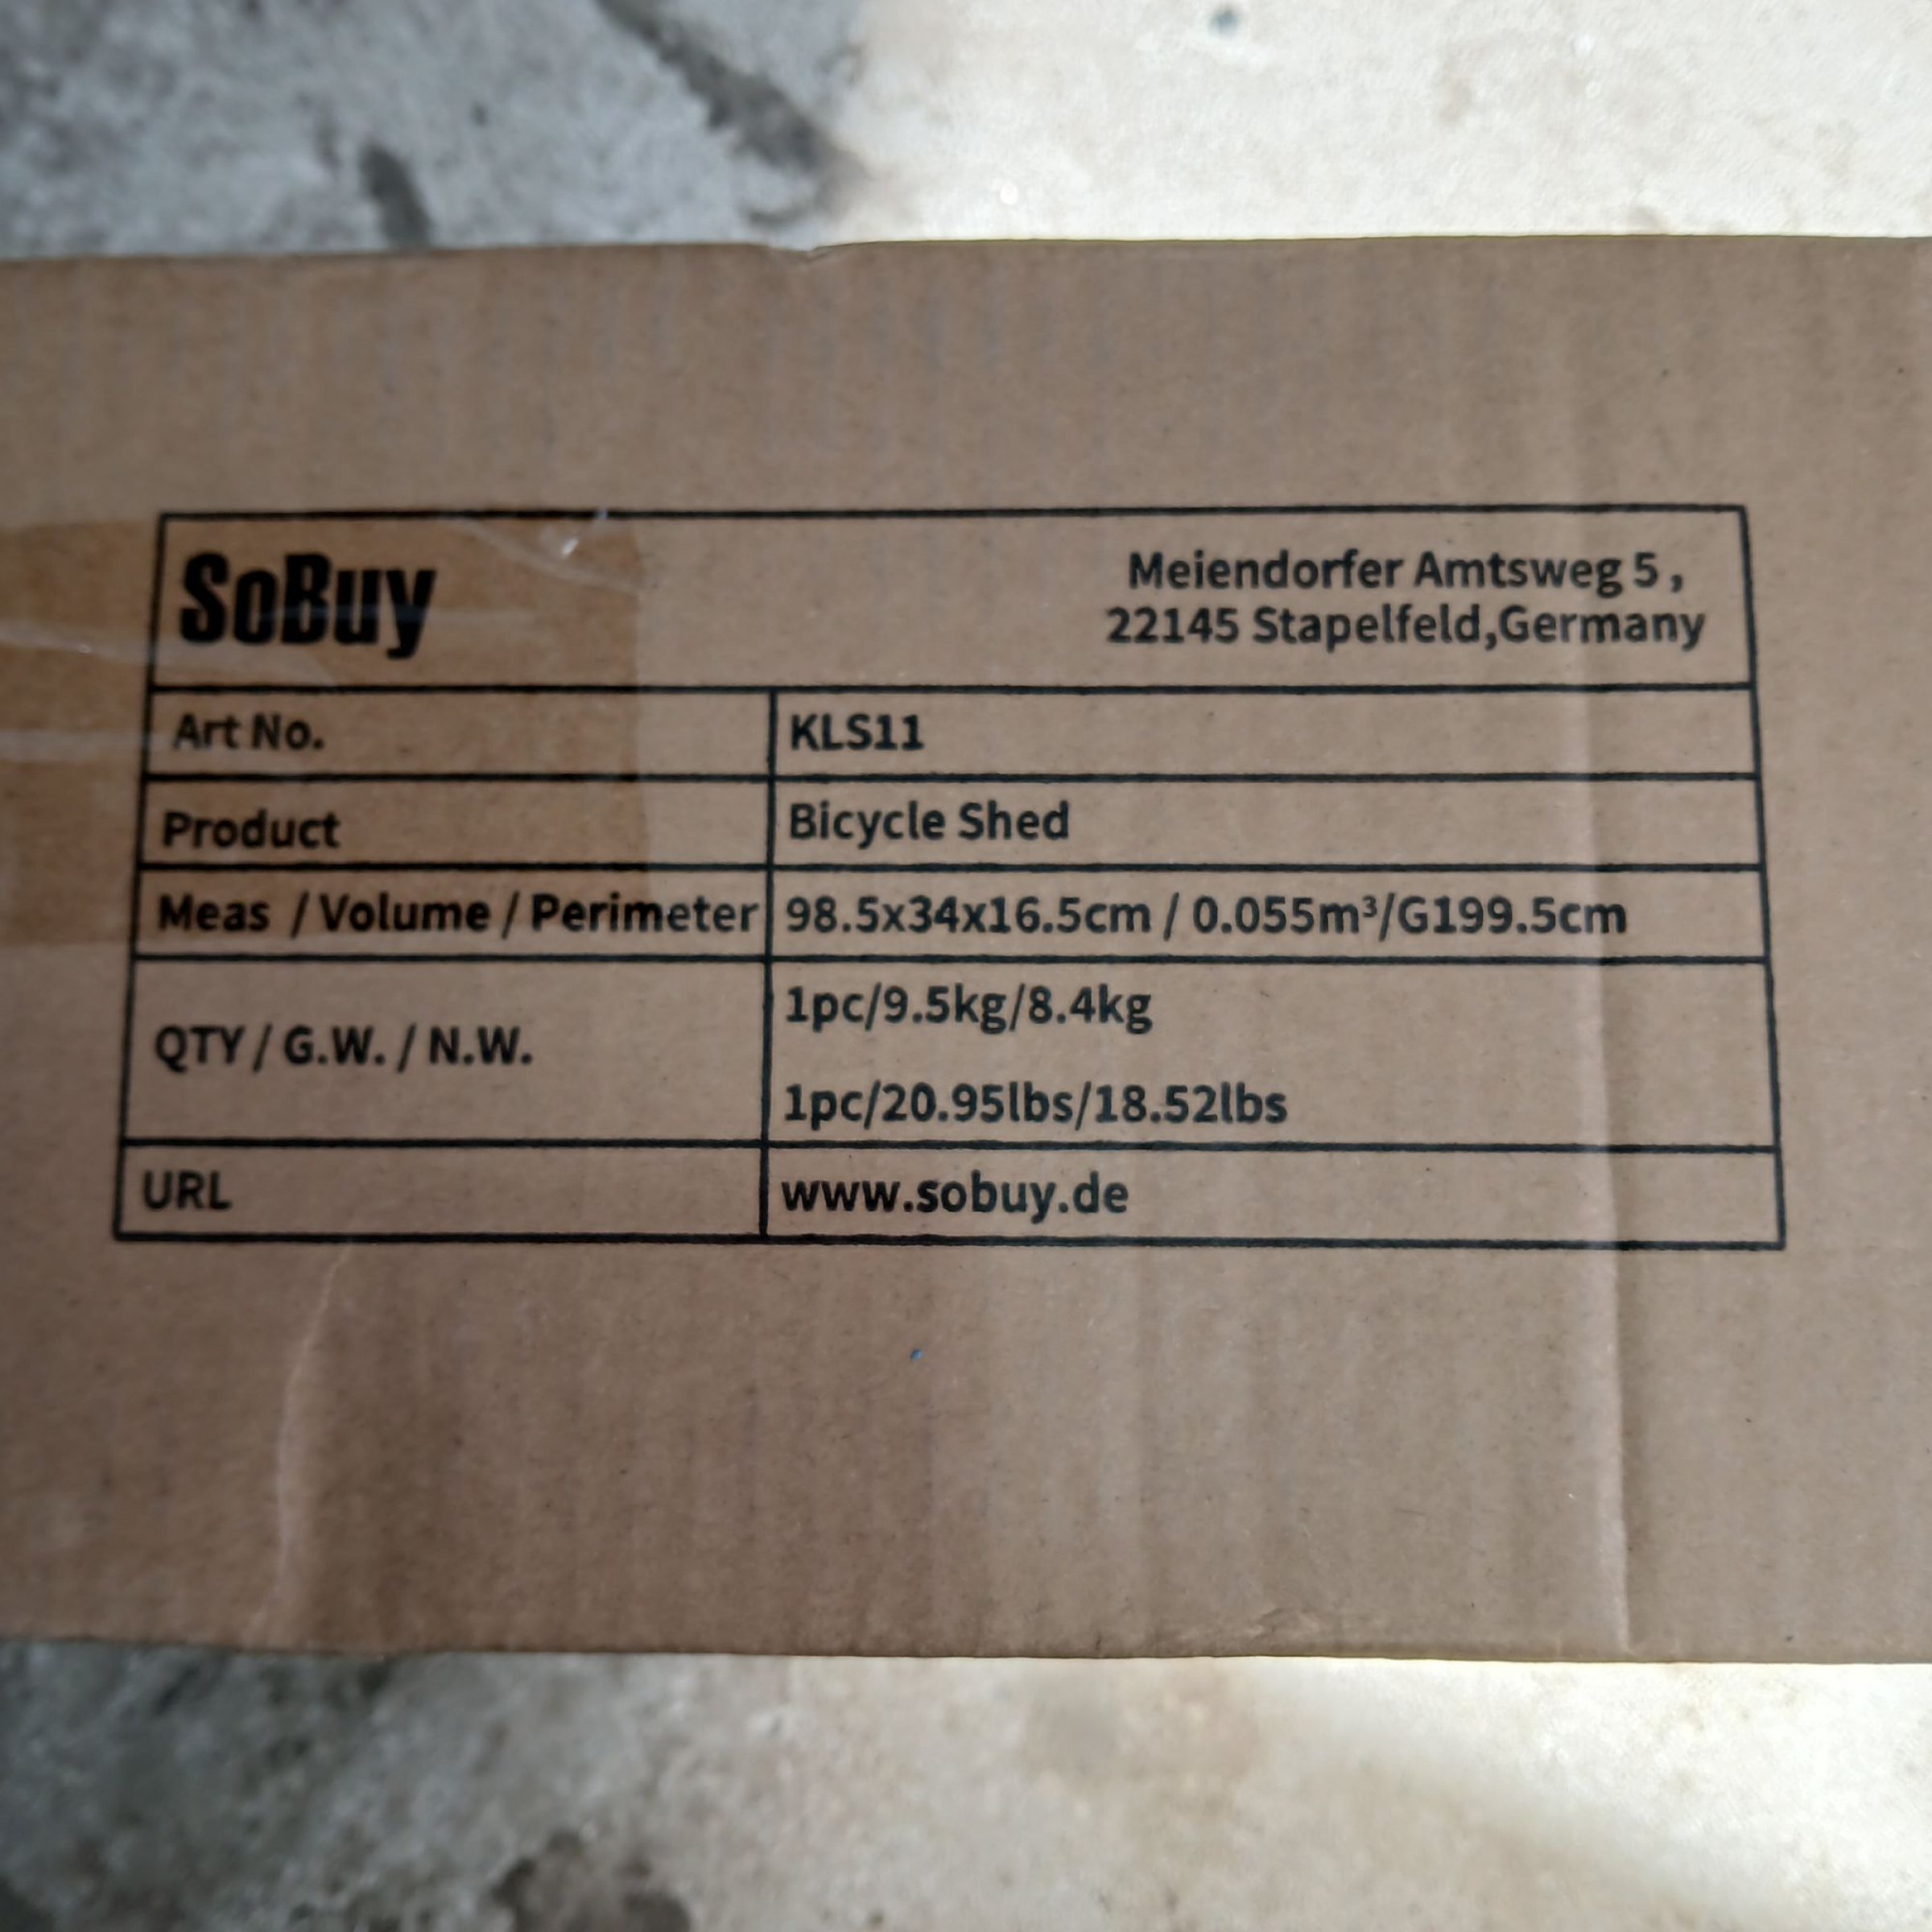 SoBuy
Meiendorfer Amtsweg 5 ,
22145 Stapelfeld,Germany
Art No. KLS11
Product Bicycle Shed
Meas / Volume / Perimeter 98.5x34x16.5cm / 0.055m³/G199.5cm
QTY / G.W. / N.W. 1pc/9.5kg/8.4kg
1pc/20.95lbs/18.52lbs
URL www.sobuy.de